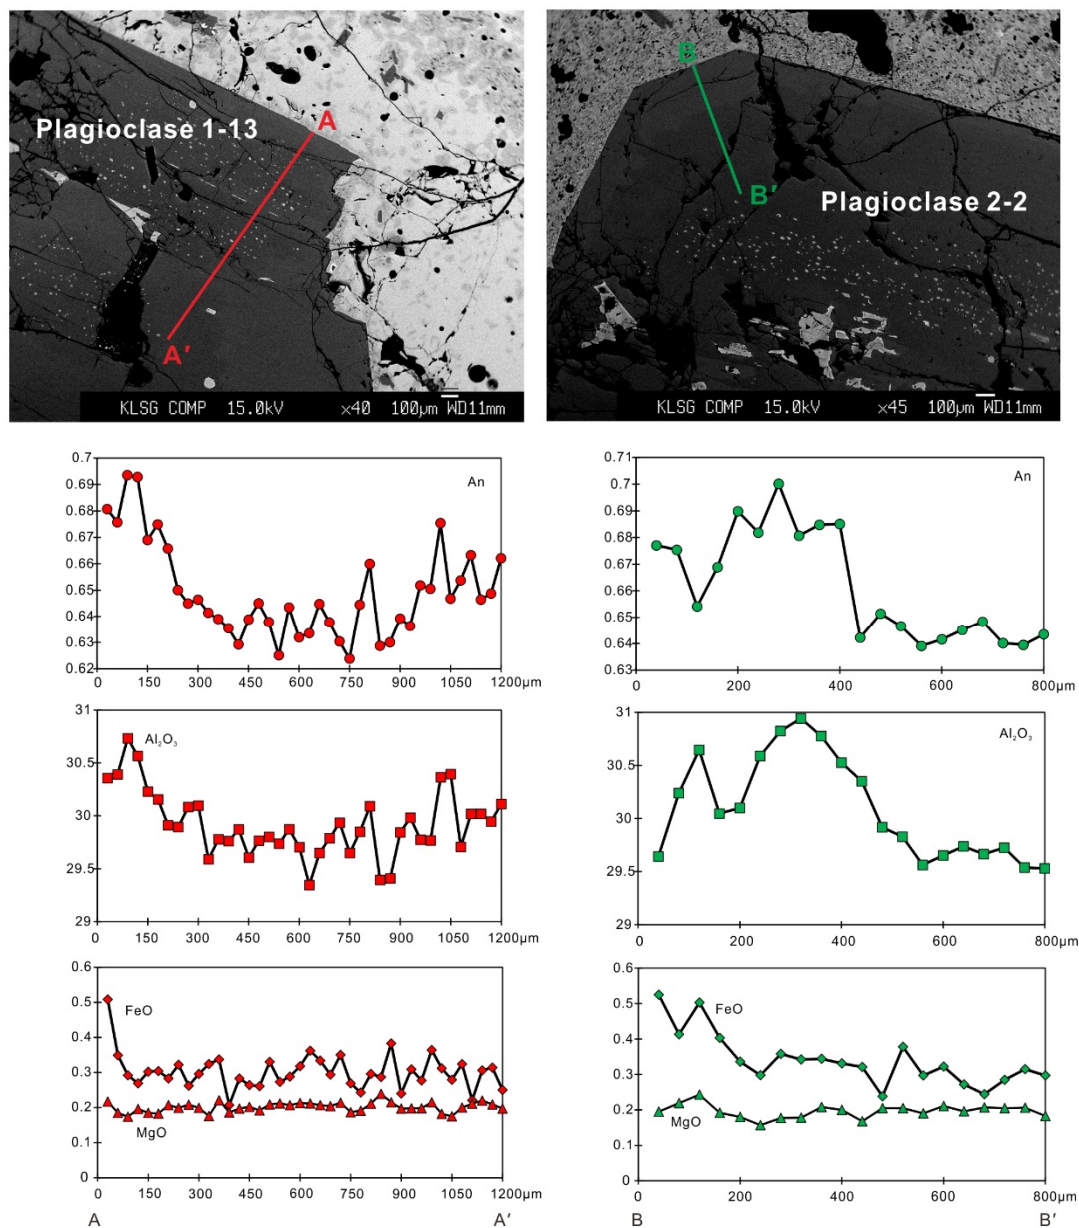 Plagioclase 1-13
A
A′
KLSG COMP 15.0kV ×40 100µm WD11mm
B
B′
Plagioclase 2-2
KLSG COMP 15.0kV ×45 100µm WD11mm
0.7
0.69
0.68
0.67
0.66
0.65
0.64
0.63
0.62
An
0 150 300 450 600 750 900 1050 1200µm
0.71
0.7
0.69
0.68
0.67
0.66
0.65
0.64
0.63
An
0 200 400 600 800µm
31
30.5
30
29.5
29
Al₂O₃
0 150 300 450 600 750 900 1050 1200µm
31
30.5
30
29.5
29
Al₂O₃
0 200 400 600 800µm
0.6
0.5
0.4
0.3
0.2
0.1
0
FeO
MgO
0 150 300 450 600 750 900 1050 1200µm
A A′
0.6
0.5
0.4
0.3
0.2
0.1
0
FeO
MgO
0 200 400 600 800µm
B B′